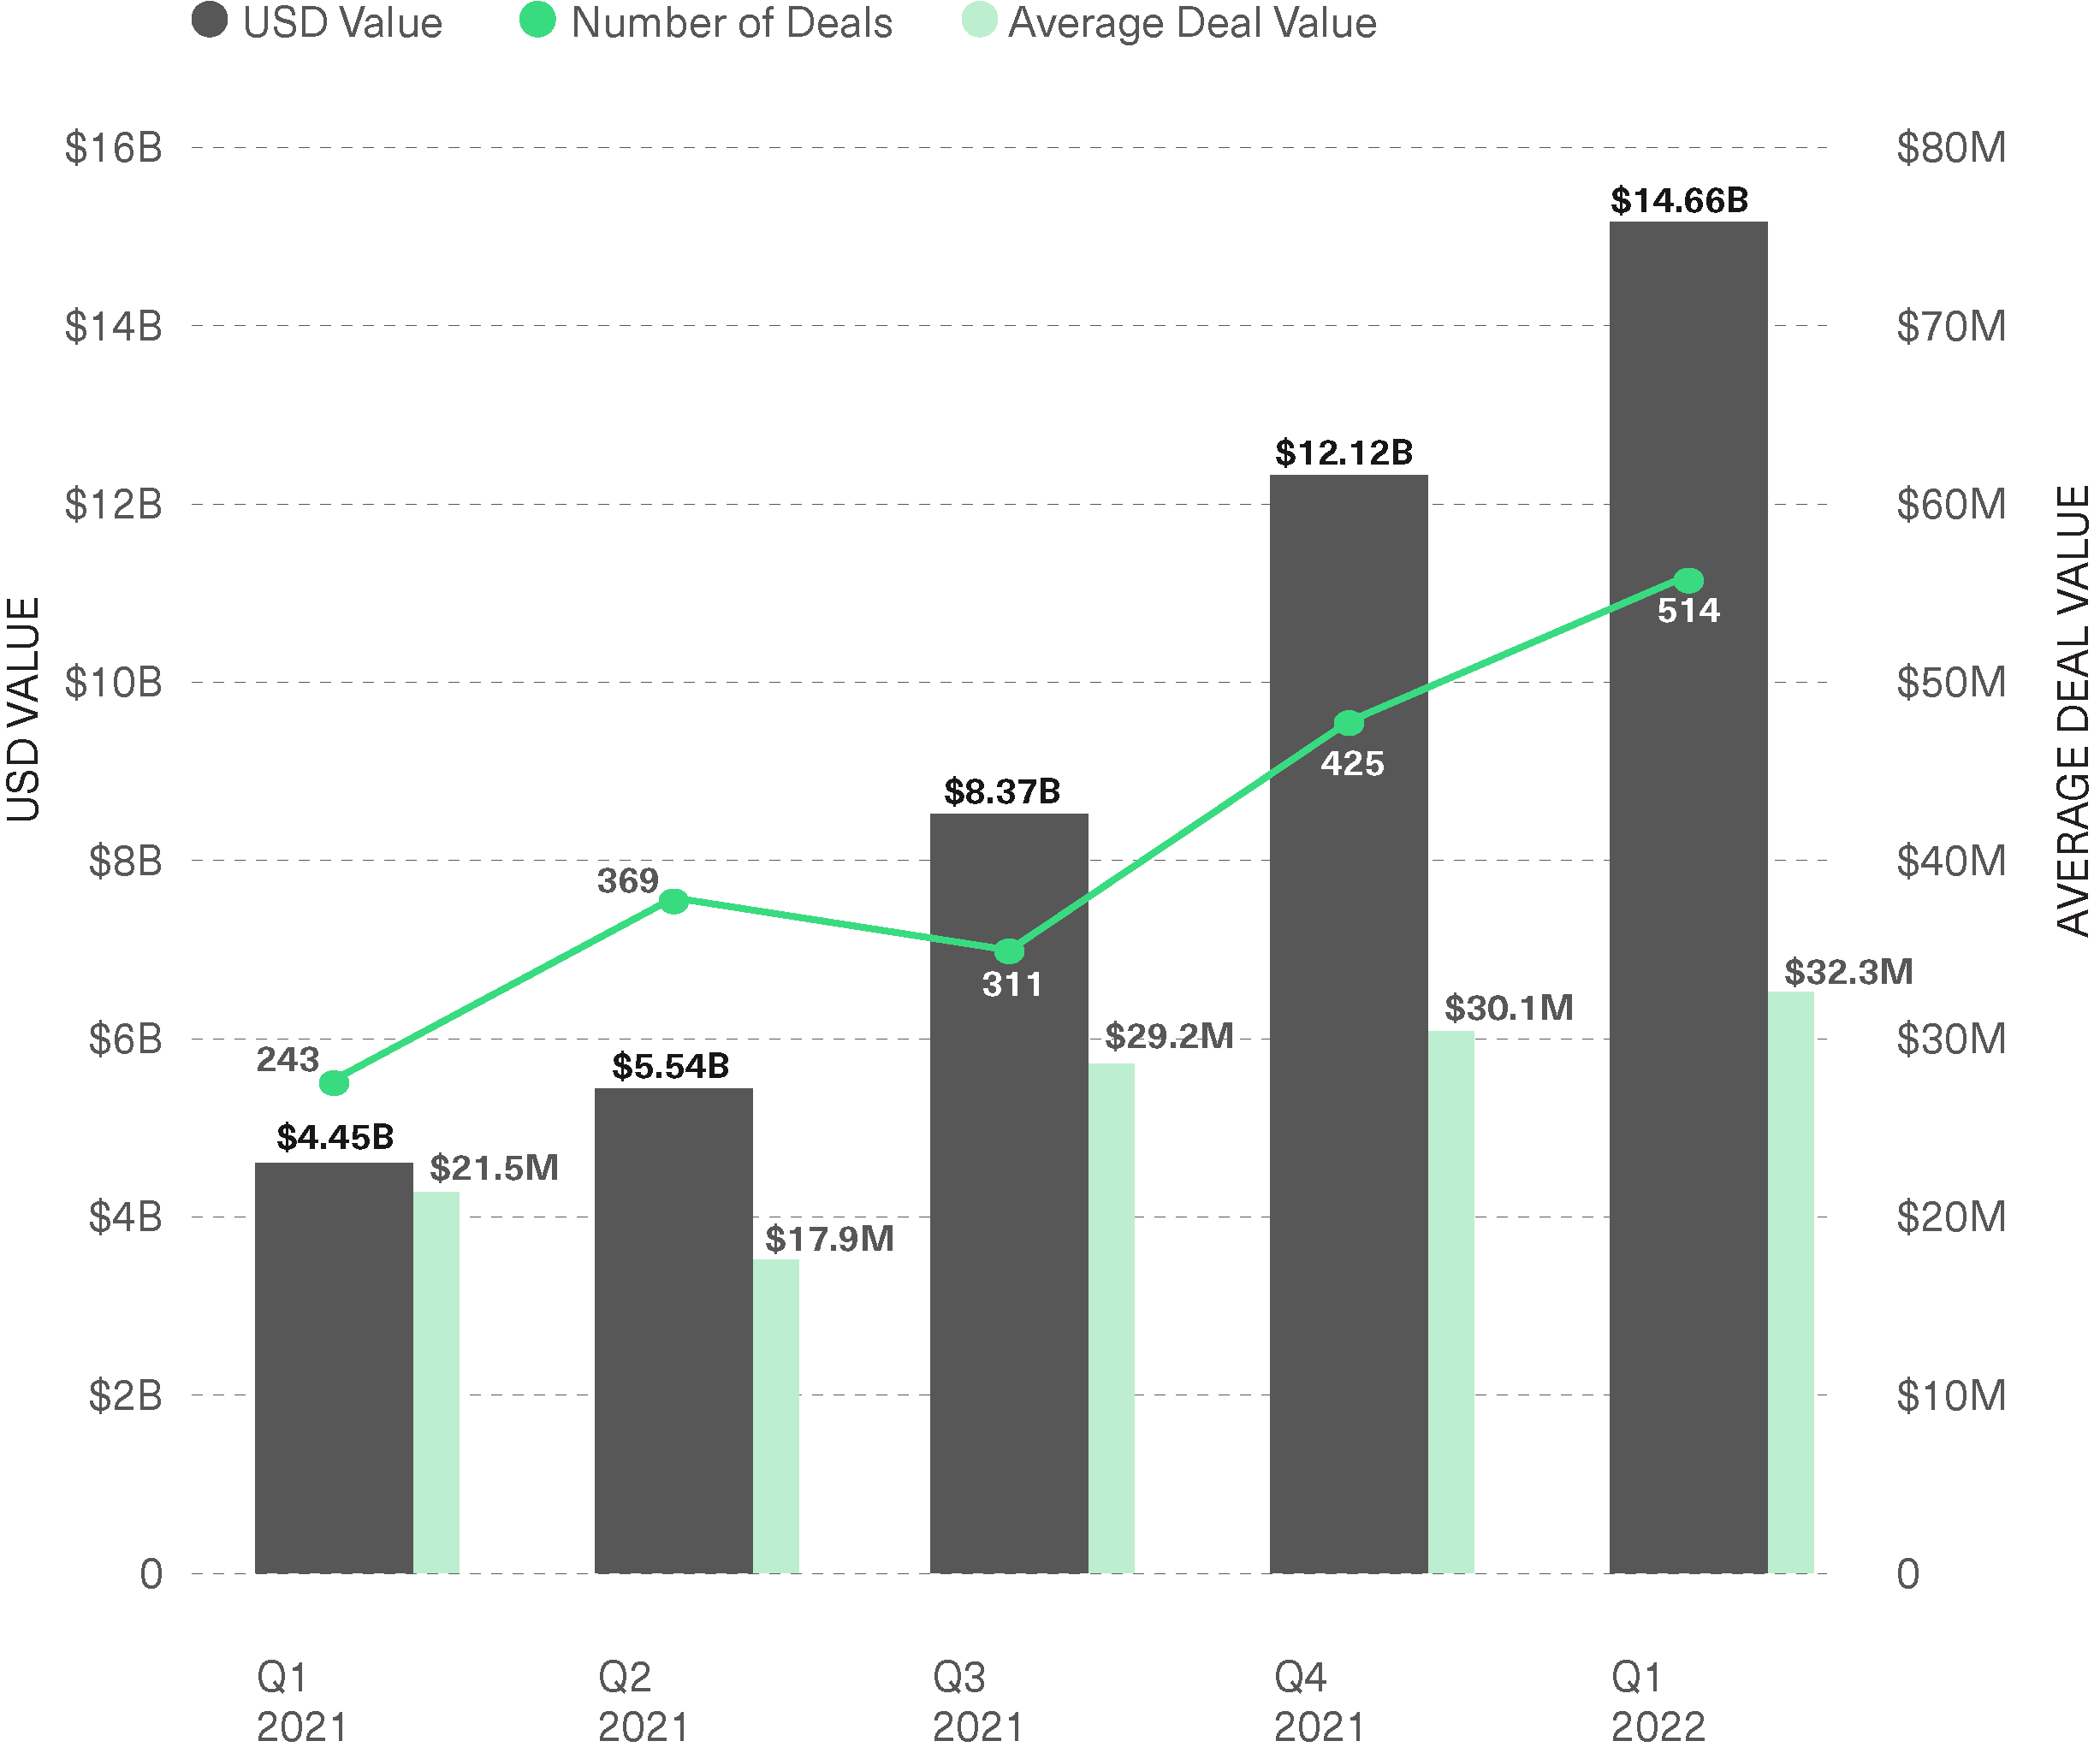 USD Value Number of Deals Average Deal Value
$16B $80M
$14.66B
$14B $70M
$12.12B
$12B $60M
514
$10B $50M
425
$8.37B
$8B $40M
369
311
$32.3M
$30.1M
$6B $29.2M $30M
243
$5.54B
$4.45B
$21.5M
$4B $20M
$17.9M
$2B $10M
0 0
USD VALUE
AVERAGE DEAL VALUE
Q1 Q2 Q3 Q4 Q1
2021 2021 2021 2021 2022